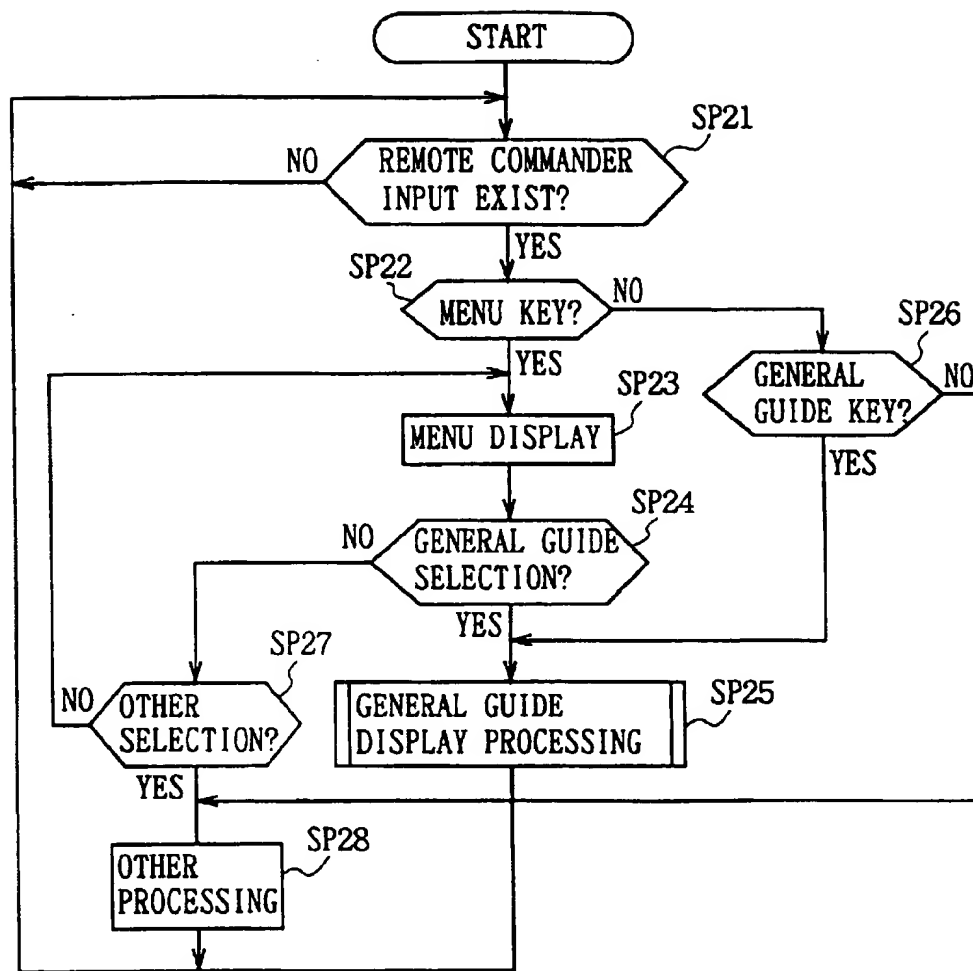 START
SP21
NO
REMOTE COMMANDER
INPUT EXIST?
YES
SP22
MENU KEY?
NO
SP26
YES
GENERAL
GUIDE KEY?
NO
SP23
MENU DISPLAY
YES
SP24
NO
GENERAL GUIDE
SELECTION?
YES
SP27
NO
OTHER
SELECTION?
SP25
GENERAL GUIDE
DISPLAY PROCESSING
YES
SP28
OTHER
PROCESSING